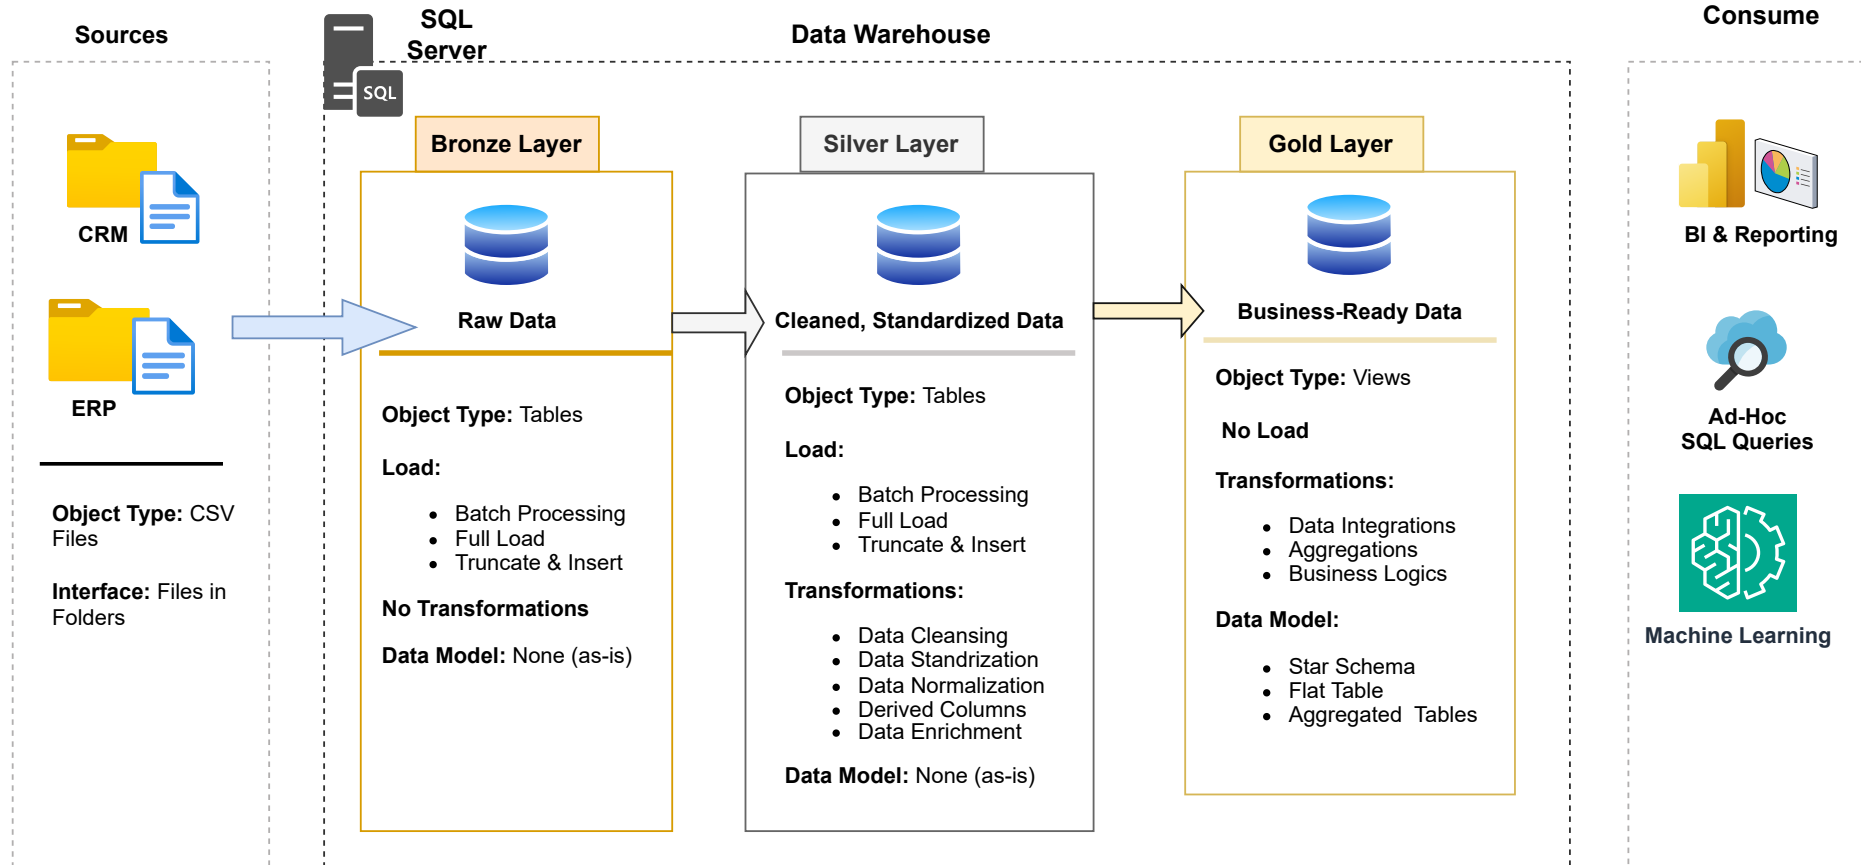 Sources
CRM
ERP
Object Type: CSV
Files
Interface: Files in
Folders
SQL
Server
SQL
Data Warehouse
Bronze Layer
Raw Data
Object Type: Tables
Load:
Batch Processing
Full Load
Truncate & Insert
No Transformations
Data Model: None (as-is)
Silver Layer
Cleaned, Standardized Data
Object Type: Tables
Load:
Batch Processing
Full Load
Truncate & Insert
Transformations:
Data Cleansing
Data Standrization
Data Normalization
Derived Columns
Data Enrichment
Data Model: None (as-is)
Gold Layer
Business-Ready Data
Object Type: Views
No Load
Transformations:
Data Integrations
Aggregations
Business Logics
Data Model:
Star Schema
Flat Table
Aggregated Tables
Consume
BI & Reporting
Ad-Hoc
SQL Queries
Machine Learning